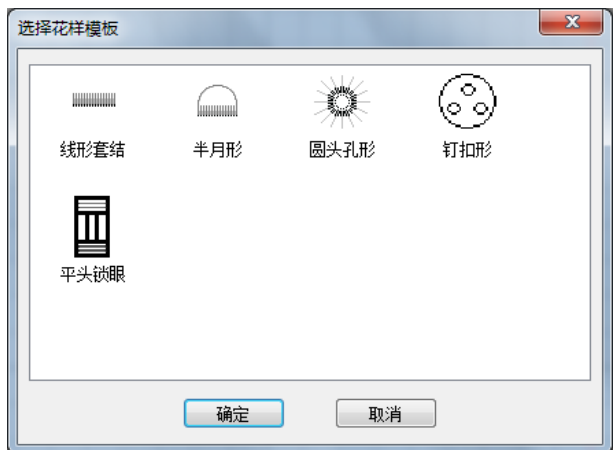 选择花样模板
线形套结
半月形
圆头孔形
钉扣形
平头锁眼
确定
取消